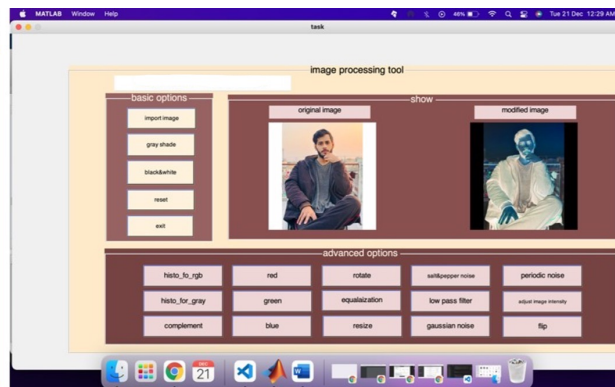 MATLAB Window Help 46% Tue 21 Dec 12:29 AM
task
image processing tool
basic options
show
original image modified image
import image
gray shade
black&white
reset
exit
advanced options
histo_fo_rgb red rotate salt&pepper noise periodic noise
histo_for_gray green equalaization low pass filter adjust image intensity
complement blue resize gaussian noise flip
DEC
21
W